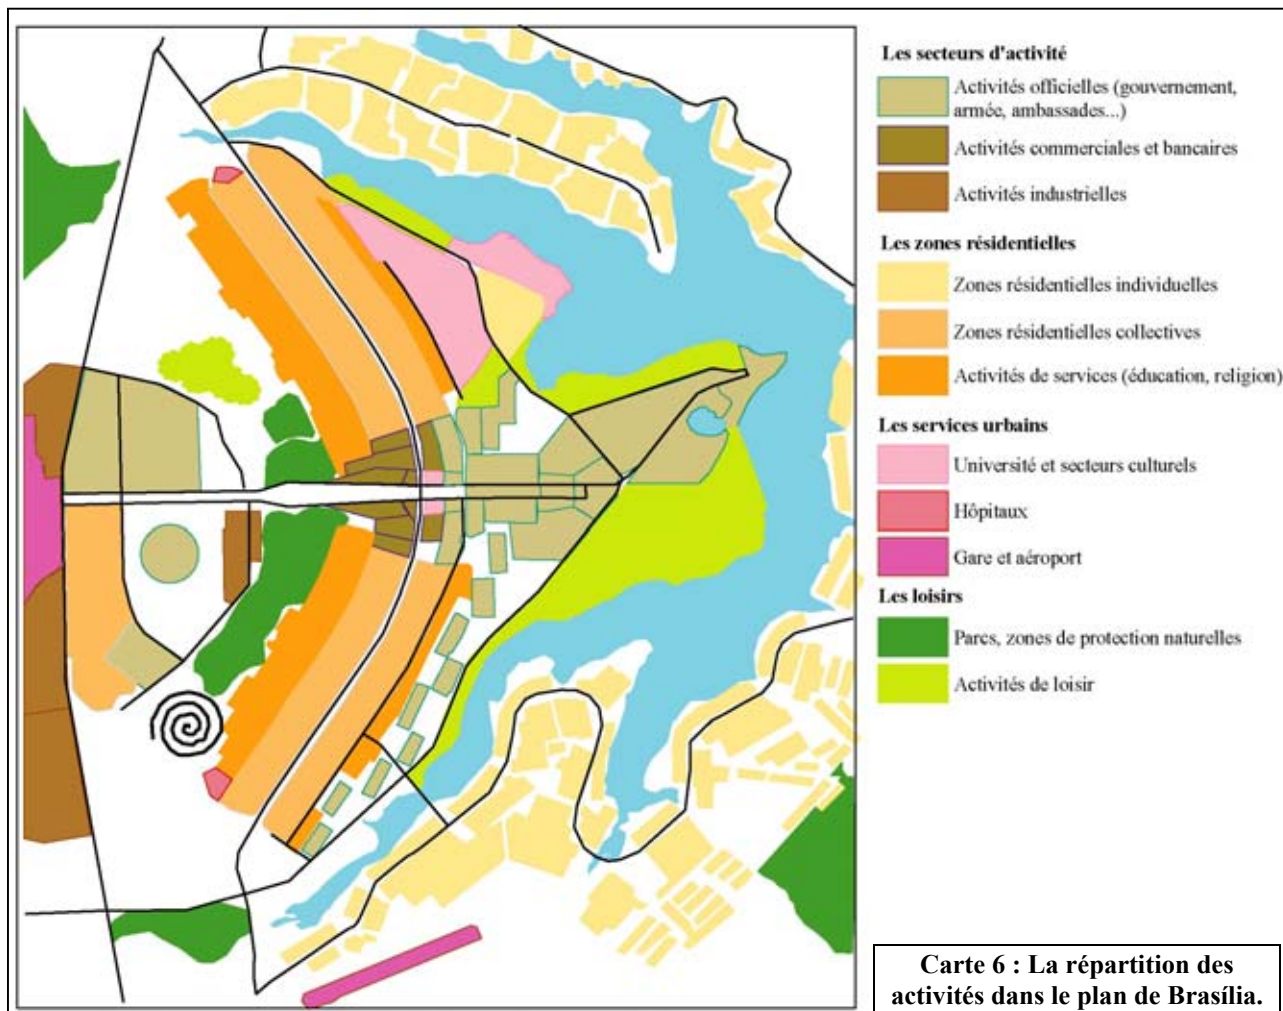 Les secteurs d'activité
Activités officielles (gouvernement,
armée, ambassades...)
Activités commerciales et bancaires
Activités industrielles
Les zones résidentielles
Zones résidentielles individuelles
Zones résidentielles collectives
Activités de services (éducation, religion)
Les services urbains
Université et secteurs culturels
Hôpitaux
Gare et aéroport
Les loisirs
Parcs, zones de protection naturelles
Activités de loisir
Carte 6 : La répartition des
activités dans le plan de Brasília.